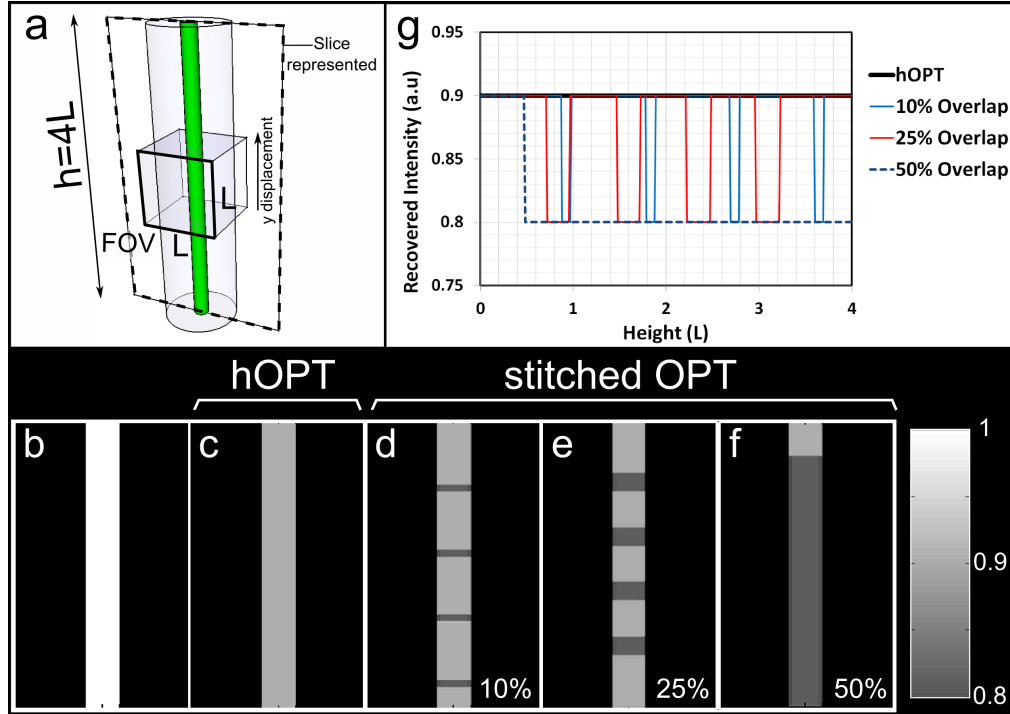 a
h=4L
Slice
represented
y displacement
L
FOV
L
g
Recovered Intensity (a.u)
0.95
0.9
0.85
0.8
0.75
0 1 2 3 4
Height (L)
hOPT
10% Overlap
25% Overlap
50% Overlap
hOPT
stitched OPT
b
c
d
10%
e
25%
f
50%
1
0.9
0.8